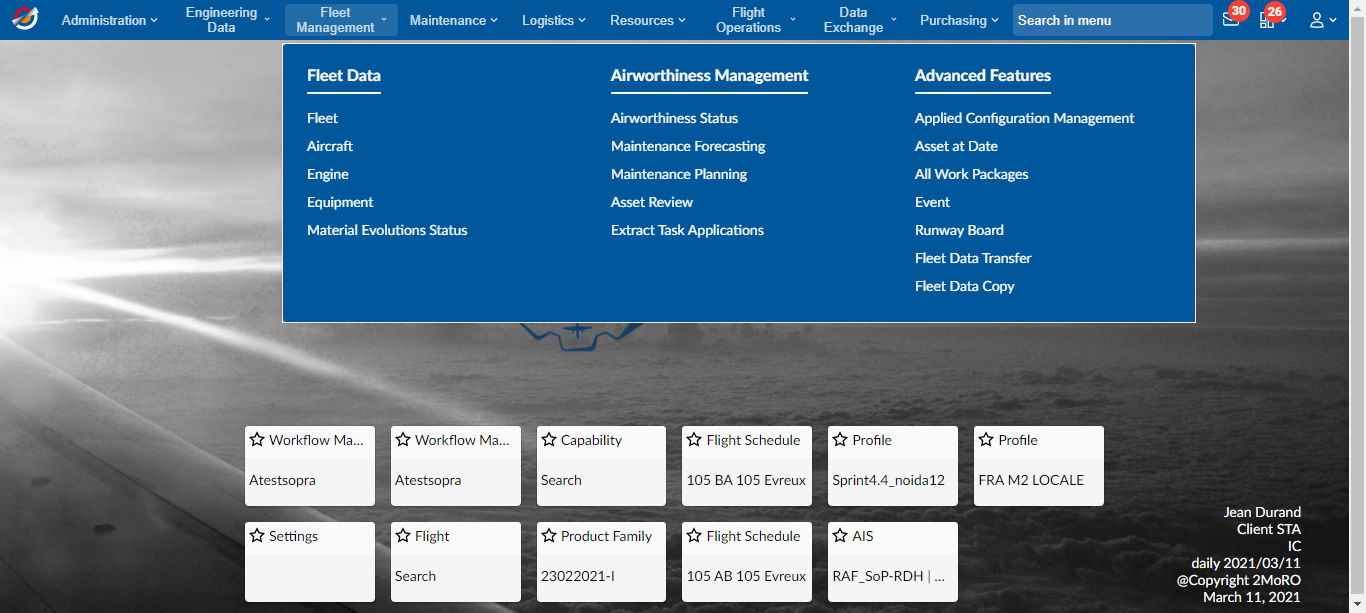 Administration
Engineering
Data
Fleet
Management
Maintenance
Logistics
Resources
Flight
Operations
Data
Exchange
Purchasing
Search in menu
30
26
Fleet Data
Fleet
Aircraft
Engine
Equipment
Material Evolutions Status
Airworthiness Management
Airworthiness Status
Maintenance Forecasting
Maintenance Planning
Asset Review
Extract Task Applications
Advanced Features
Applied Configuration Management
Asset at Date
All Work Packages
Event
Runway Board
Fleet Data Transfer
Fleet Data Copy
Workflow Ma...
Atestsopra
Workflow Ma...
Atestsopra
Capability
Search
Flight Schedule
105 BA 105 Evreux
Profile
Sprint4.4_noida12
Profile
FRA M2 LOCALE
Settings
Flight
Search
Product Family
23022021-I
Flight Schedule
105 AB 105 Evreux
AIS
RAF_SoP-RDH | ...
Jean Durand
Client STA
IC
daily 2021/03/11
@Copyright 2MoRO
March 11, 2021